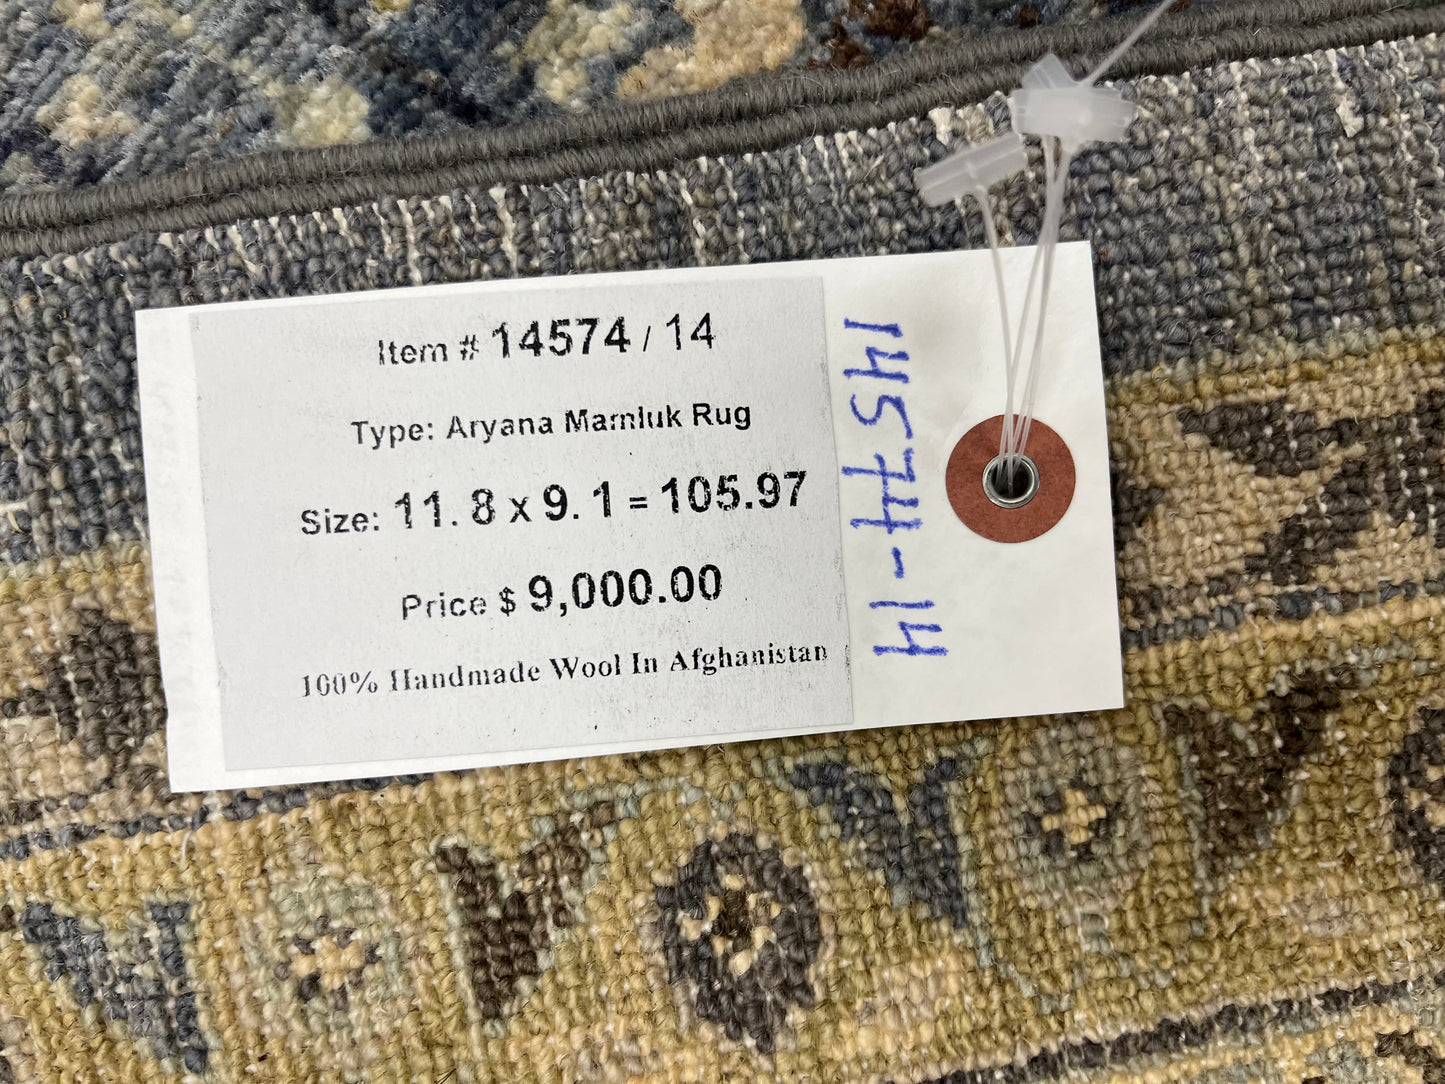 Item # 14574 / 14
Type: Aryana Mamluk Rug
Size: 11.8 x 9.1 = 105.97
Price $ 9,000.00
100% Handmade Wool In Afghanistan
14574-14